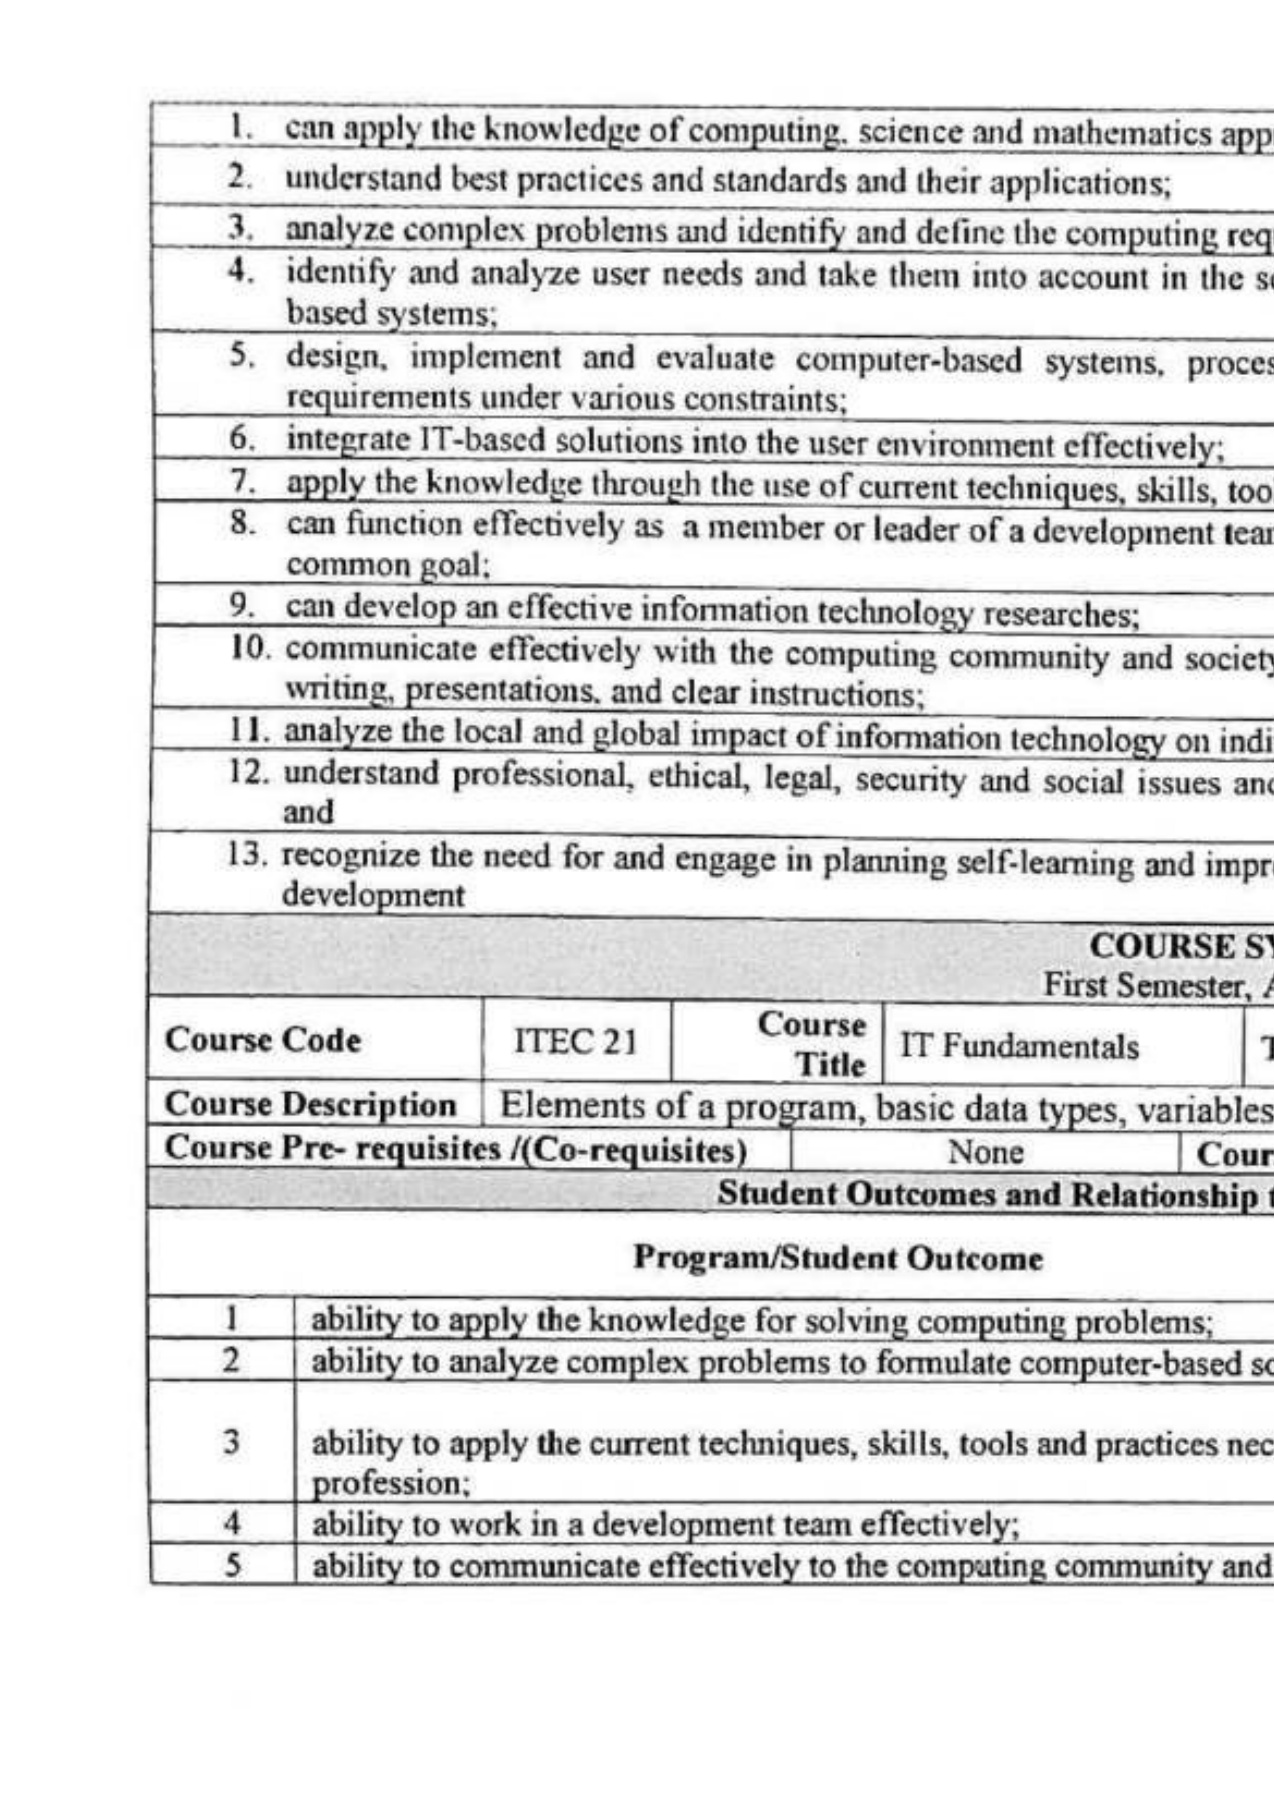 1. can apply the knowledge of computing, science and mathematics app
2. understand best practices and standards and their applications;
3. analyze complex problems and identify and define the computing req
4. identify and analyze user needs and take them into account in the s
based systems;
5. design, implement and evaluate computer-based systems, proces
requirements under various constraints;
6. integrate IT-based solutions into the user environment effectively;
7. apply the knowledge through the use of current techniques, skills, too
8. can function effectively as a member or leader of a development tea
common goal;
9. can develop an effective information technology researches;
10. communicate effectively with the computing community and society
writing, presentations, and clear instructions;
11. analyze the local and global impact of information technology on indi
12. understand professional, ethical, legal, security and social issues and
and
13. recognize the need for and engage in planning self-learning and impr
development
COURSE SY
First Semester, A
Course Code ITEC 21 Course Title IT Fundamentals T
Course Description Elements of a program, basic data types, variables
Course Pre- requisites /(Co-requisites) None Cour
Student Outcomes and Relationship t
Program/Student Outcome
1 ability to apply the knowledge for solving computing problems;
2 ability to analyze complex problems to formulate computer-based so
3 ability to apply the current techniques, skills, tools and practices nec
profession;
4 ability to work in a development team effectively;
5 ability to communicate effectively to the computing community and